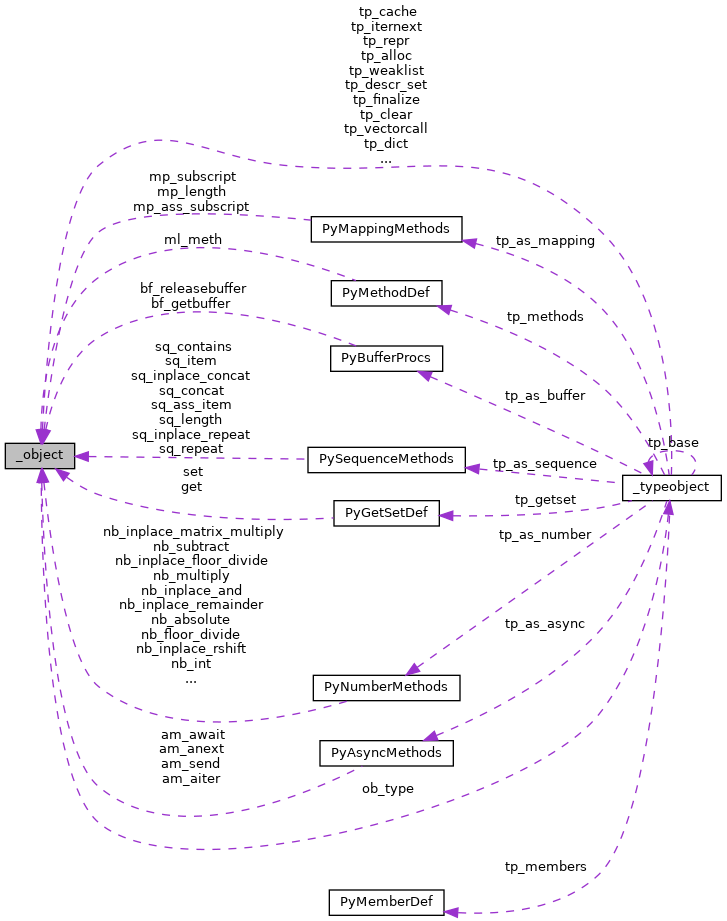 tp_cache
tp_iternext
tp_repr
tp_alloc
tp_weaklist
tp_descr_set
tp_finalize
tp_clear
tp_vectorcall
tp_dict
...
mp_subscript
mp_length
mp_ass_subscript
PyMappingMethods
tp_as_mapping
ml_meth
PyMethodDef
tp_methods
bf_releasebuffer
bf_getbuffer
PyBufferProcs
tp_as_buffer
sq_contains
sq_item
sq_inplace_concat
sq_concat
sq_ass_item
sq_length
sq_inplace_repeat
sq_repeat
_object
PySequenceMethods
tp_as_sequence
tp_base
_typeobject
set
get
PyGetSetDef
tp_getset
nb_inplace_matrix_multiply
nb_subtract
nb_inplace_floor_divide
nb_multiply
nb_inplace_and
nb_inplace_remainder
nb_absolute
nb_floor_divide
nb_inplace_rshift
nb_int
...
tp_as_number
PyNumberMethods
tp_as_async
am_await
am_anext
am_send
am_aiter
PyAsyncMethods
ob_type
tp_members
PyMemberDef